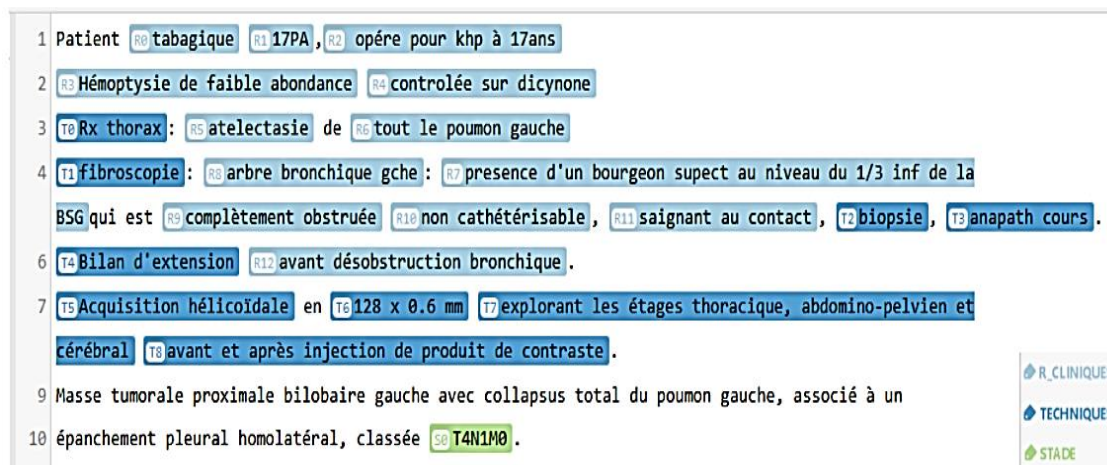 1 Patient R0 tabagique R1 17PA , R2 opére pour khp à 17ans
2 R3 Hémoptysie de faible abondance R4 controlée sur dicynone
3 T0 Rx thorax : R5 atelectasie de R6 tout le poumon gauche
4 T1 fibroscopie : R8 arbre bronchique gche : R7 presence d'un bourgeon supect au niveau du 1/3 inf de la
BSG qui est R9 complètement obstruée R10 non cathétérisable , R11 saignant au contact , T2 biopsie , T3 anapath cours .
6 T4 Bilan d'extension R12 avant désobstruction bronchique .
7 T5 Acquisition hélicoïdale en T6 128 x 0.6 mm T7 explorant les étages thoracique, abdomino-pelvien et
cérébral T8 avant et après injection de produit de contraste .
R_CLINIQUE
9 Masse tumorale proximale bilobaire gauche avec collapsus total du poumon gauche, associé à un
TECHNIQUE
10 épanchement pleural homolatéral, classée S0 T4N1M0 .
STADE